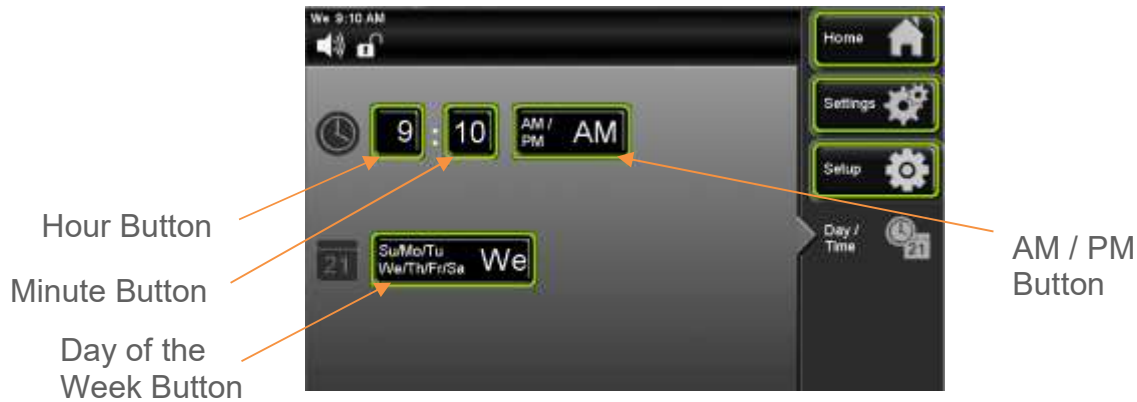 We 9:10 AM
Home
Settings
9 : 10 AM / PM AM
Setup
Hour Button
Su/Mo/Tu
We/Th/Fr/Sa We
21
Day /
Time
21
AM / PM
Button
Minute Button
Day of the
Week Button